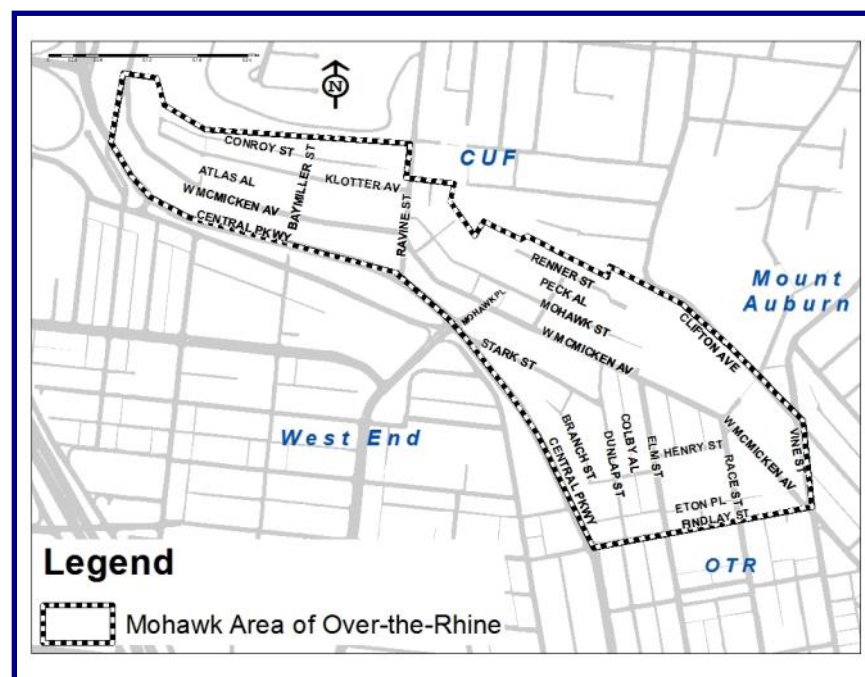 N
CUF
CONROY ST
KLOTTER AV
BAYMILLER ST
ATLAS AL
W MCMICKEN AV
CENTRAL PKWY
RAVINE ST
Mount
Auburn
RENNER ST
PECK AL
MOHAWK ST
W MCMICKEN AV
CLIFTON AVE
MOHAWK PL
STARK ST
West End
BRANCH ST
CENTRAL PKWY
DUNLAP ST
COLBY AL
ELM ST
HENRY ST
RACE ST
W MCMICKEN AV
VINE ST
ETON PL
FINDLAY ST
OTR
Legend
Mohawk Area of Over-the-Rhine